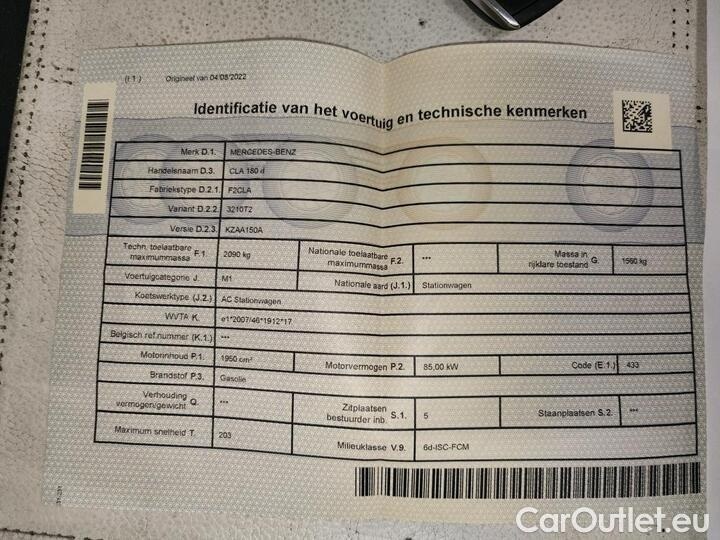 (I 1.) Origineel van 04/08/2022
Identificatie van het voertuig en technische kenmerken
Merk D.1. MERCEDES-BENZ
Handelsnaam D.3. CLA 180 d
Fabriekstype D.2.1. F2CLA
Variant D.2.2. 3210T2
Versie D.2.3. KZAA150A
Techn. toelaatbare maximummassa F.1. 2090 kg Nationale toelaatbare maximummassa F.2. *** Massa in rijklare toestand G. 1560 kg
Voertuigcategorie J. M1 Nationale aard (J.1.) Stationwagen
Koetswerktype (J.2.) AC Stationwagen
WVTA K. e1*2007/46*1912*17
Belgisch ref.nummer (K.1.) ***
Motorinhoud P.1. 1950 cm³ Motorvermogen P.2. 85,00 kW Code (E.1.) 433
Brandstof P.3. Gasolie
Verhouding vermogen/gewicht Q. *** Zitplaatsen bestuurder inb. S.1. 5 Staanplaatsen S.2. ***
Maximum snelheid T. 203 Milieuklasse V.9. 6d-ISC-FCM
CarOutlet.eu